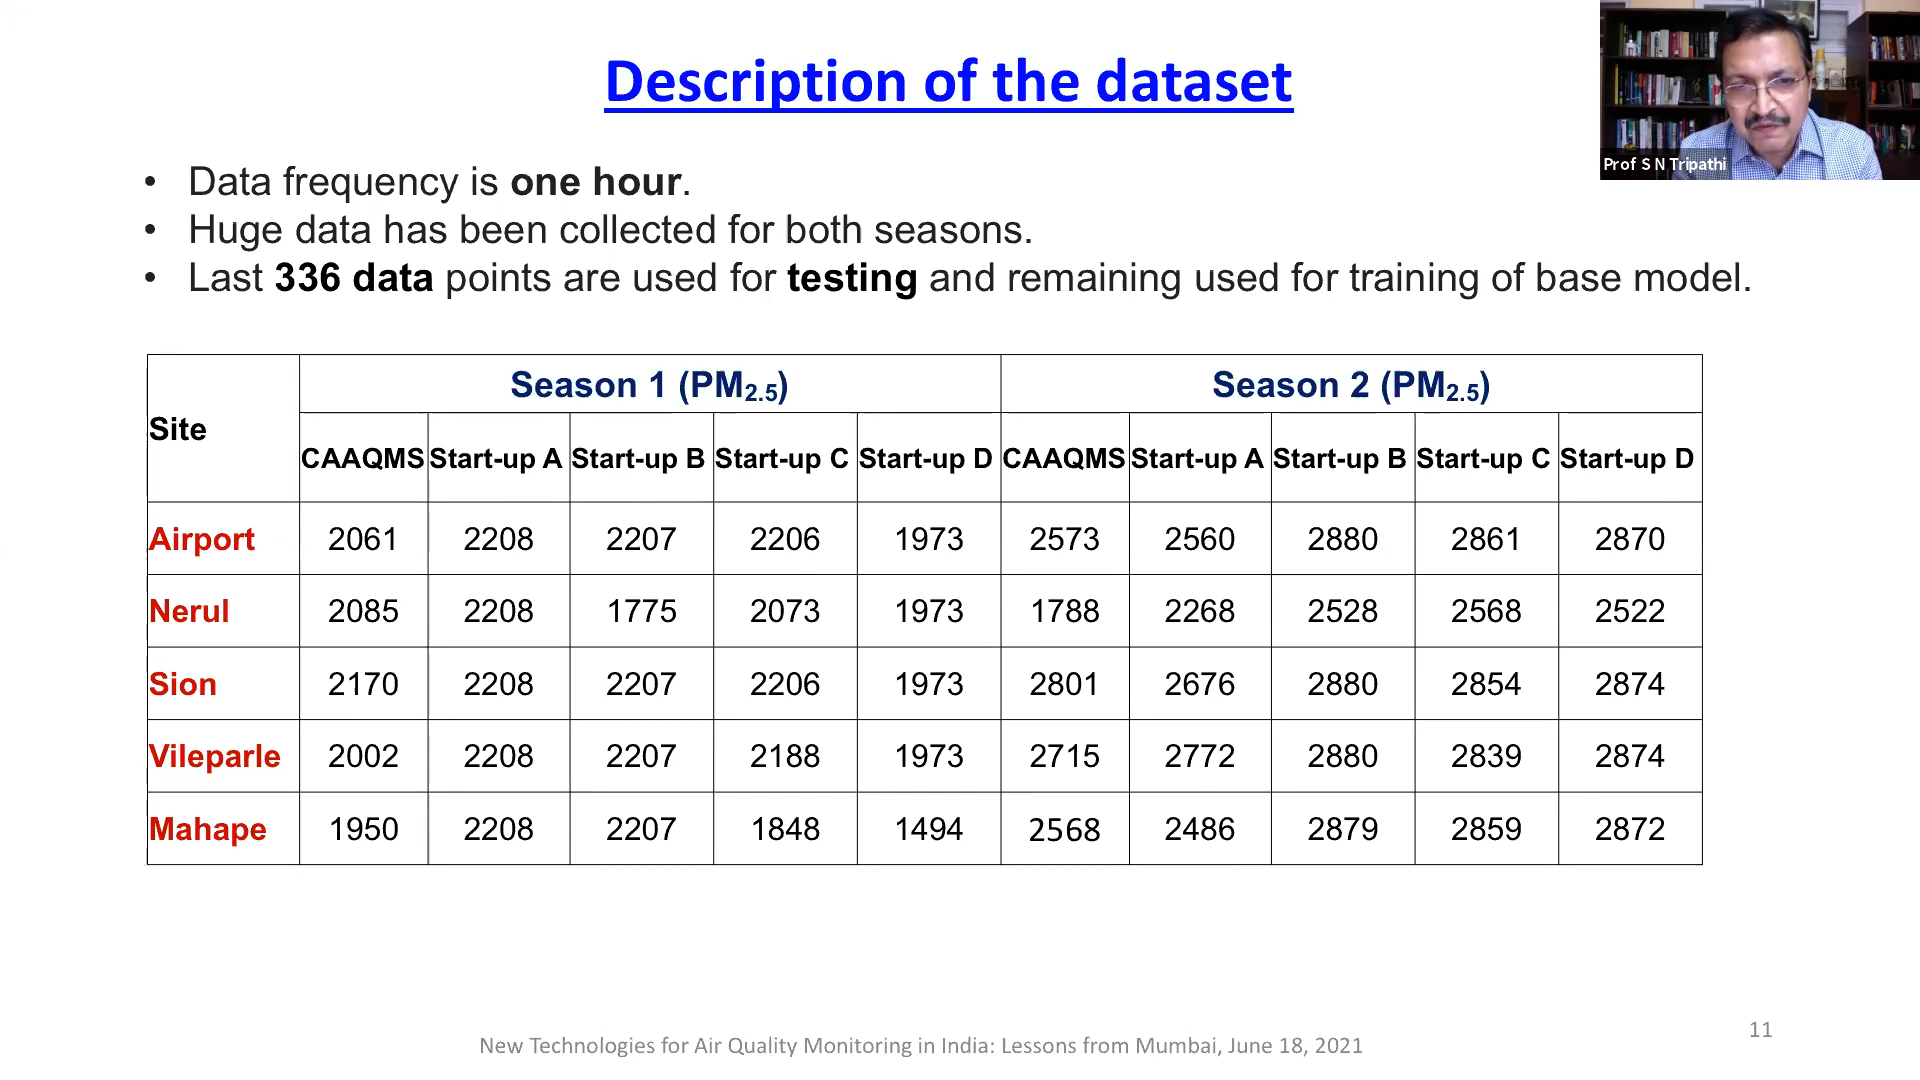 Description of the dataset
Prof S N Tripathi
• Data frequency is one hour.
• Huge data has been collected for both seasons.
• Last 336 data points are used for testing and remaining used for training of base model.
Site Season 1 (PM2.5) Season 2 (PM2.5)
CAAQMS Start-up A Start-up B Start-up C Start-up D CAAQMS Start-up A Start-up B Start-up C Start-up D
Airport 2061 2208 2207 2206 1973 2573 2560 2880 2861 2870
Nerul 2085 2208 1775 2073 1973 1788 2268 2528 2568 2522
Sion 2170 2208 2207 2206 1973 2801 2676 2880 2854 2874
Vileparle 2002 2208 2207 2188 1973 2715 2772 2880 2839 2874
Mahape 1950 2208 2207 1848 1494 2568 2486 2879 2859 2872
New Technologies for Air Quality Monitoring in India: Lessons from Mumbai, June 18, 2021
11